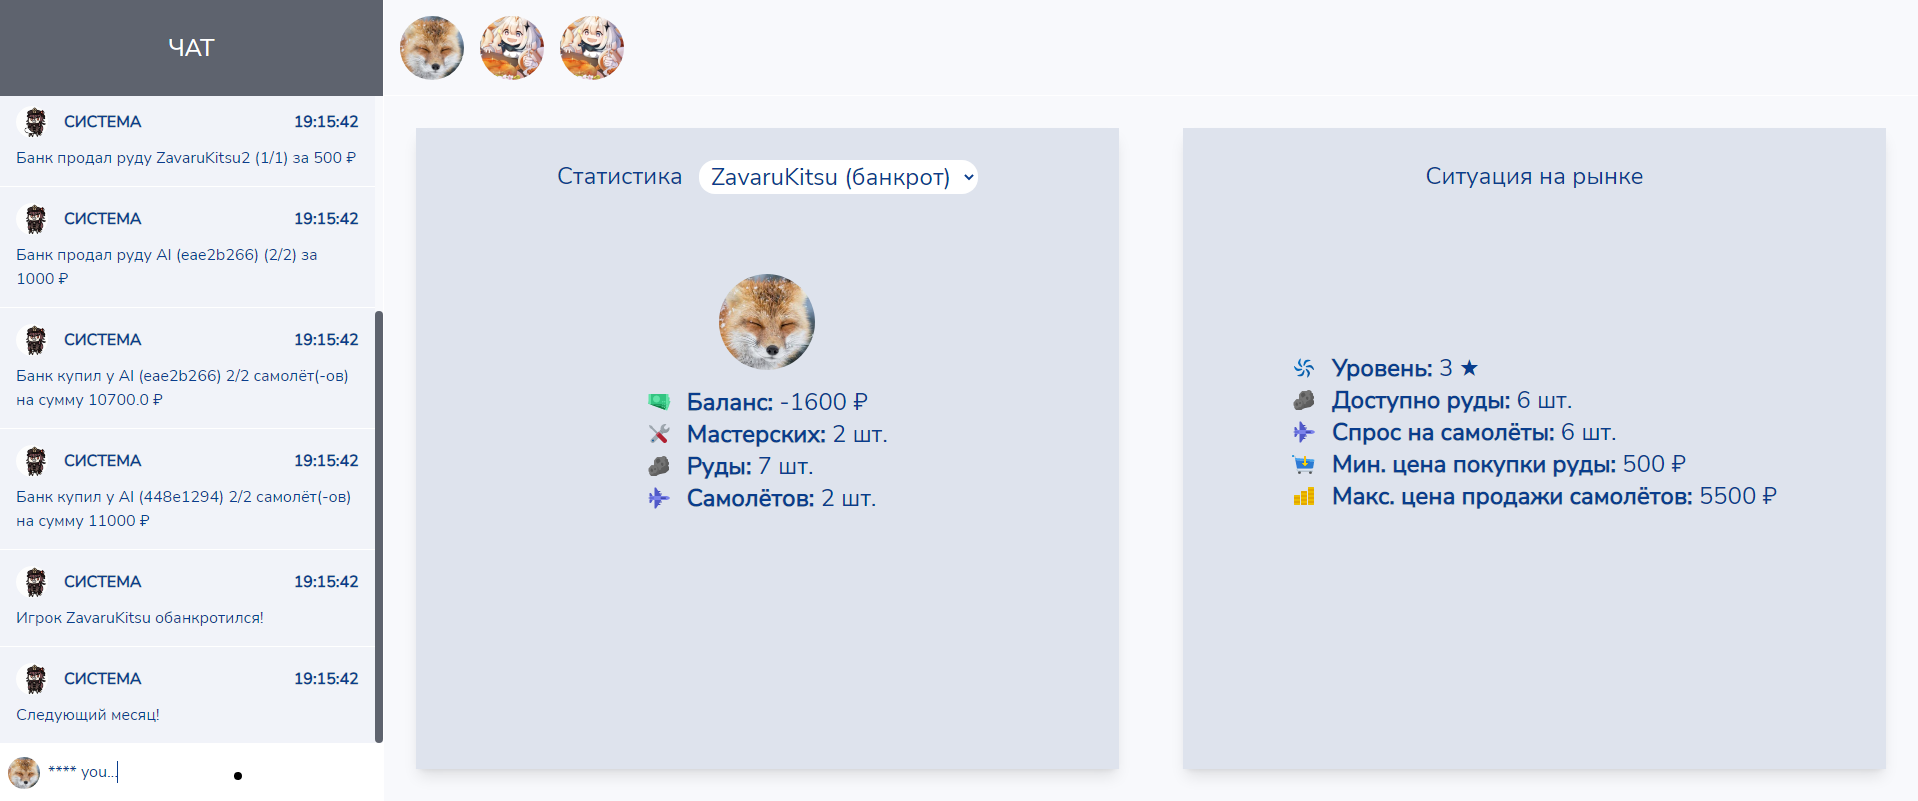 ЧАТ
СИСТЕМА 19:15:42
Банк продал руду ZavaruKitsu2 (1/1) за 500 ₽
СИСТЕМА 19:15:42
Банк продал руду AI (eae2b266) (2/2) за
1000 ₽
СИСТЕМА 19:15:42
Банк купил у AI (eae2b266) 2/2 самолёт(-ов)
на сумму 10700.0 ₽
СИСТЕМА 19:15:42
Банк купил у AI (448e1294) 2/2 самолёт(-ов)
на сумму 11000 ₽
СИСТЕМА 19:15:42
Игрок ZavaruKitsu обанкротился!
СИСТЕМА 19:15:42
Следующий месяц!
**** you...
Статистика ZavaruKitsu (банкрот)
Баланс: -1600 ₽
Мастерских: 2 шт.
Руды: 7 шт.
Самолётов: 2 шт.
Ситуация на рынке
Уровень: 3 ★
Доступно руды: 6 шт.
Спрос на самолёты: 6 шт.
Мин. цена покупки руды: 500 ₽
Макс. цена продажи самолётов: 5500 ₽